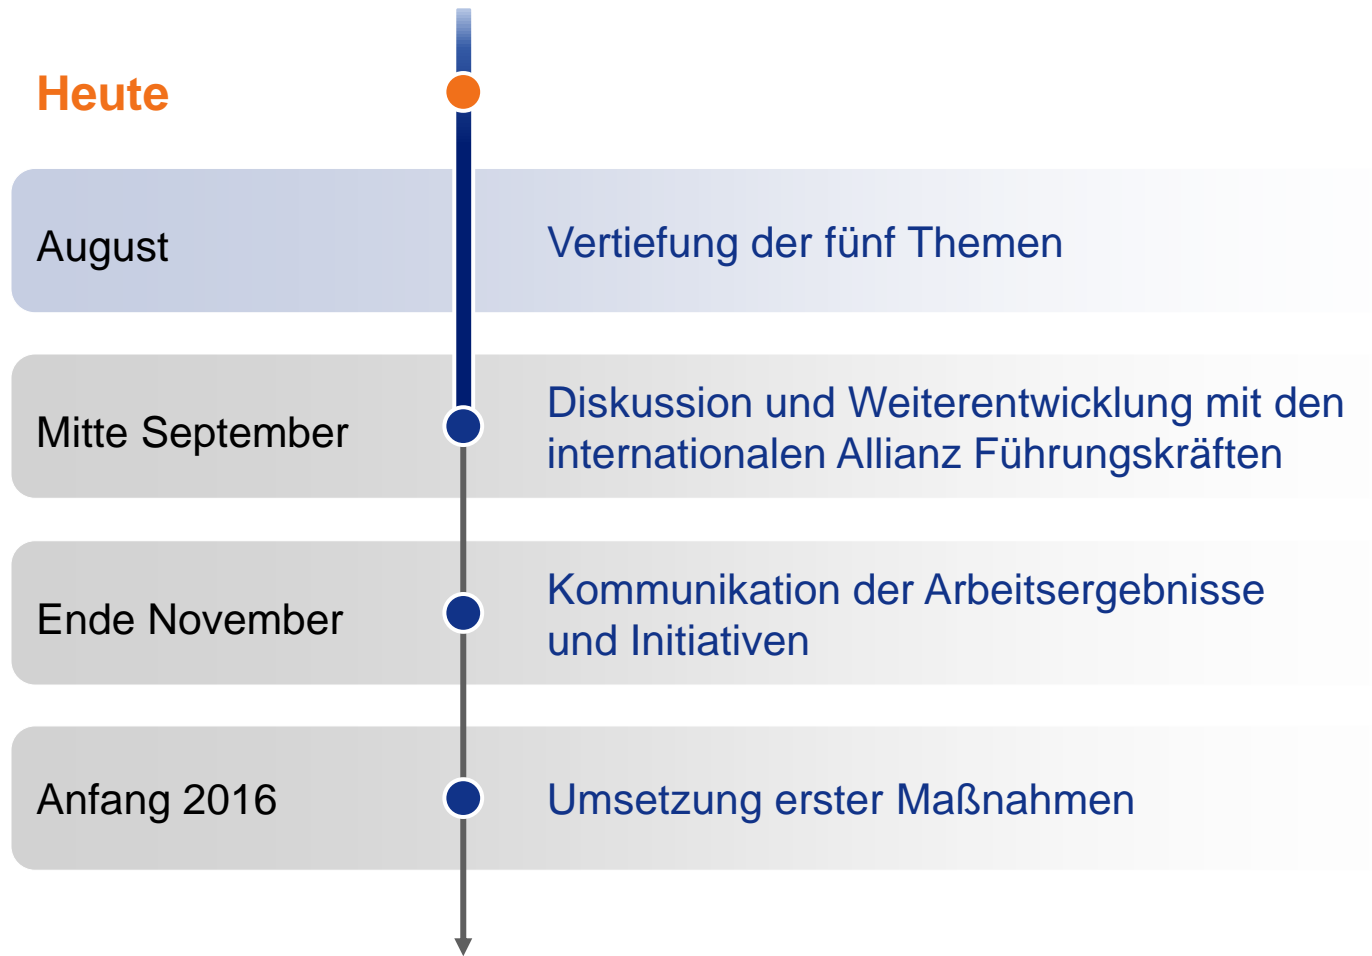 Heute
August
Vertiefung der fünf Themen
Mitte September
Diskussion und Weiterentwicklung mit den
internationalen Allianz Führungskräften
Ende November
Kommunikation der Arbeitsergebnisse
und Initiativen
Anfang 2016
Umsetzung erster Maßnahmen